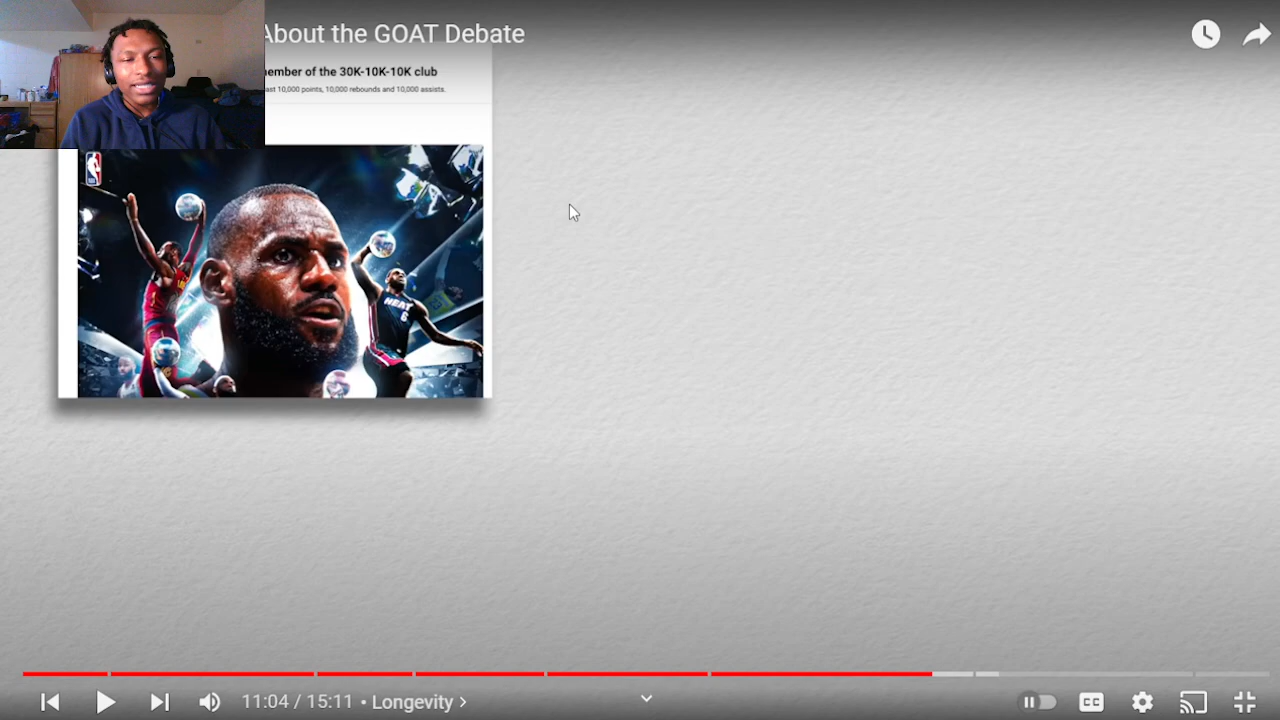 About the GOAT Debate
ember of the 30K-10K-10K club
ast 10,000 points, 10,000 rebounds and 10,000 assists.
HEAT
6
11:04 / 15:11 • Longevity >
CC